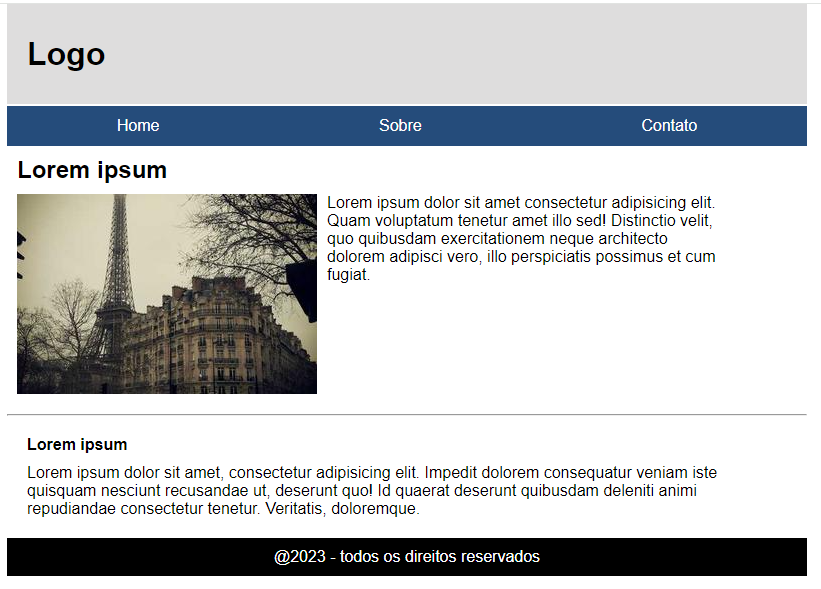 Logo
Home Sobre Contato
Lorem ipsum
Lorem ipsum dolor sit amet consectetur adipisicing elit.
Quam voluptatum tenetur amet illo sed! Distinctio velit,
quo quibusdam exercitationem neque architecto
dolorem adipisci vero, illo perspiciatis possimus et cum
fugiat.
Lorem ipsum
Lorem ipsum dolor sit amet, consectetur adipisicing elit. Impedit dolorem consequatur veniam iste
quisquam nesciunt recusandae ut, deserunt quo! Id quaerat deserunt quibusdam deleniti animi
repudiandae consectetur tenetur. Veritatis, doloremque.
@2023 - todos os direitos reservados